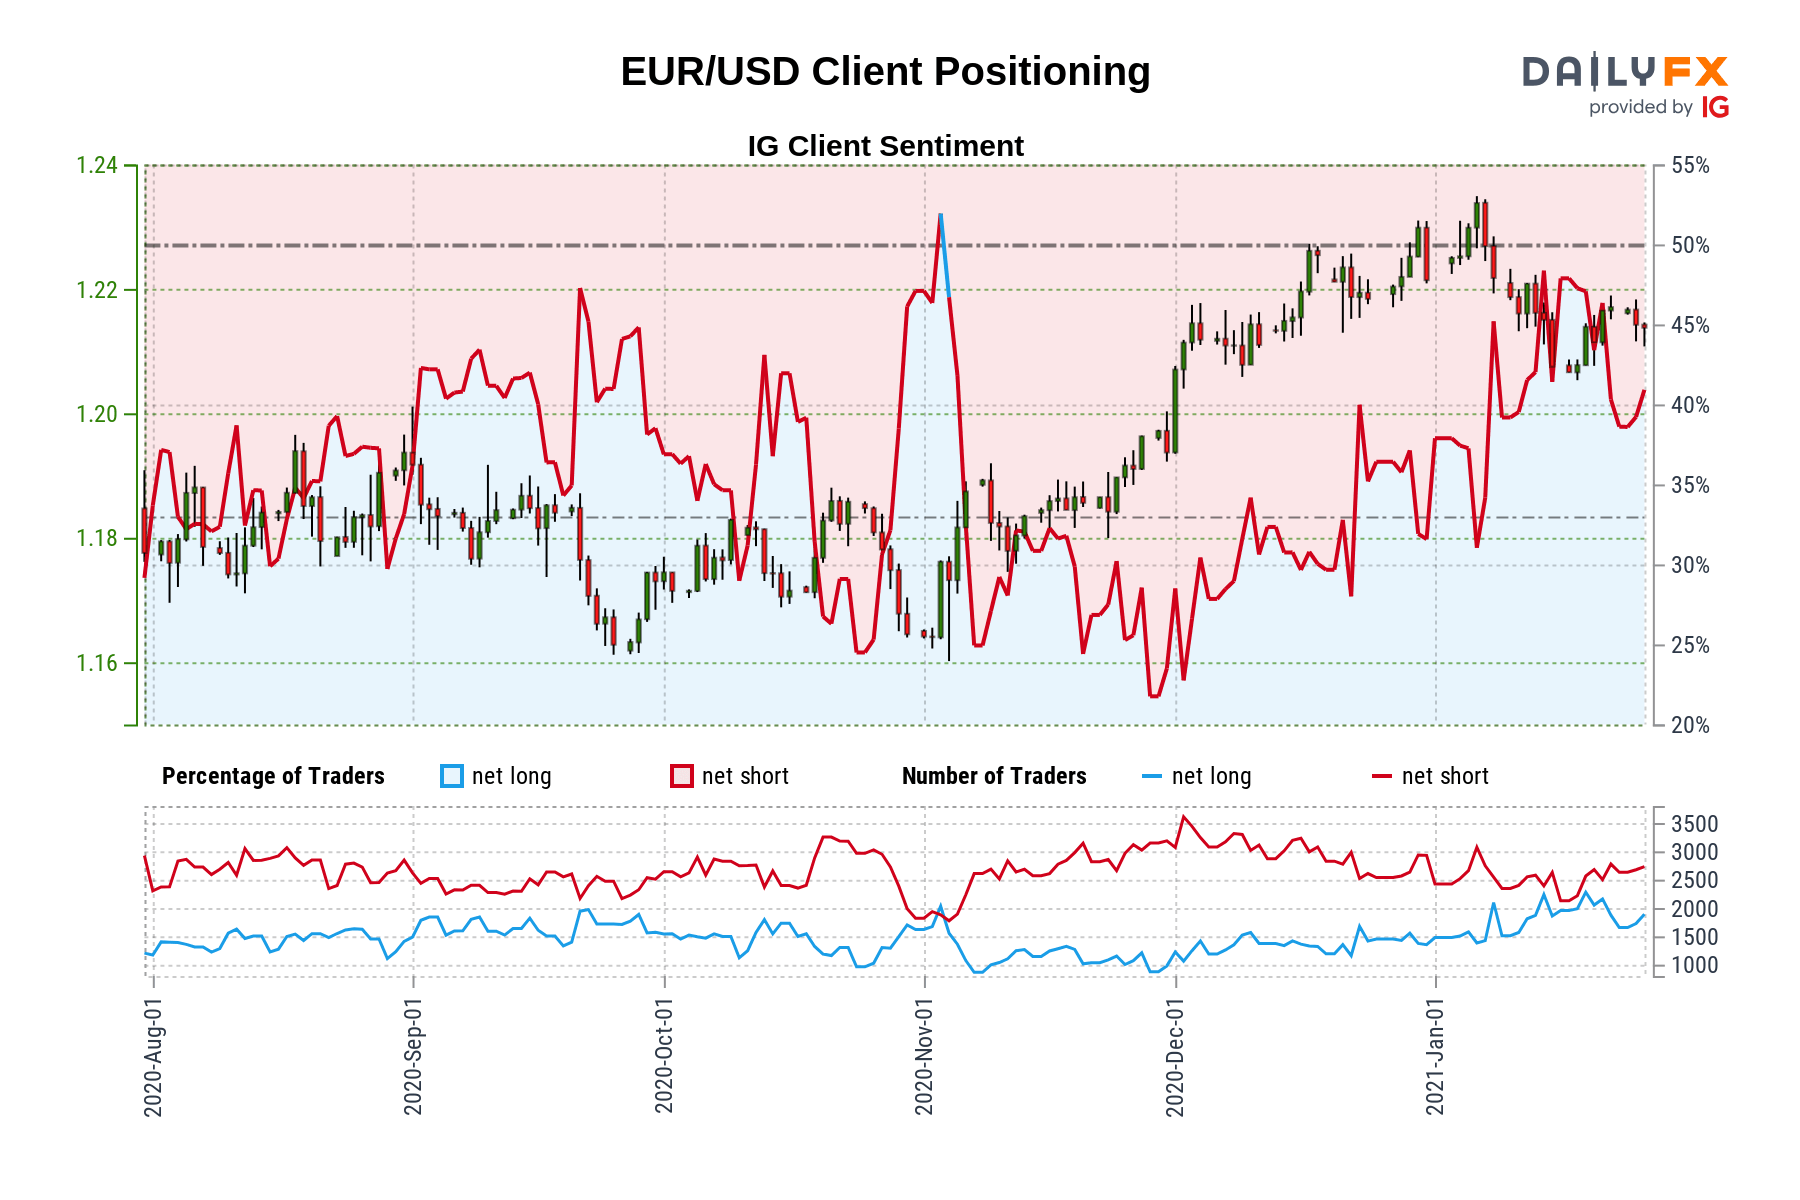 EUR/USD Client Positioning
DAILYFX
provided by IG
IG Client Sentiment
1.24
1.22
1.20
1.18
1.16
55%
50%
45%
40%
35%
30%
25%
20%
Percentage of Traders net long net short Number of Traders net long net short
3500
3000
2500
2000
1500
1000
2020-Aug-01
2020-Sep-01
2020-Oct-01
2020-Nov-01
2020-Dec-01
2021-Jan-01